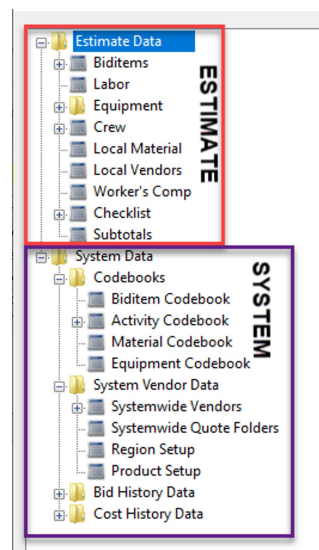 Estimate Data
Biditems
Labor
Equipment
Crew
Local Material
Local Vendors
Worker's Comp
Checklist
Subtotals
ESTIMATE
System Data
Codebooks
Biditem Codebook
Activity Codebook
Material Codebook
Equipment Codebook
System Vendor Data
Systemwide Vendors
Systemwide Quote Folders
Region Setup
Product Setup
Bid History Data
Cost History Data
SYSTEM